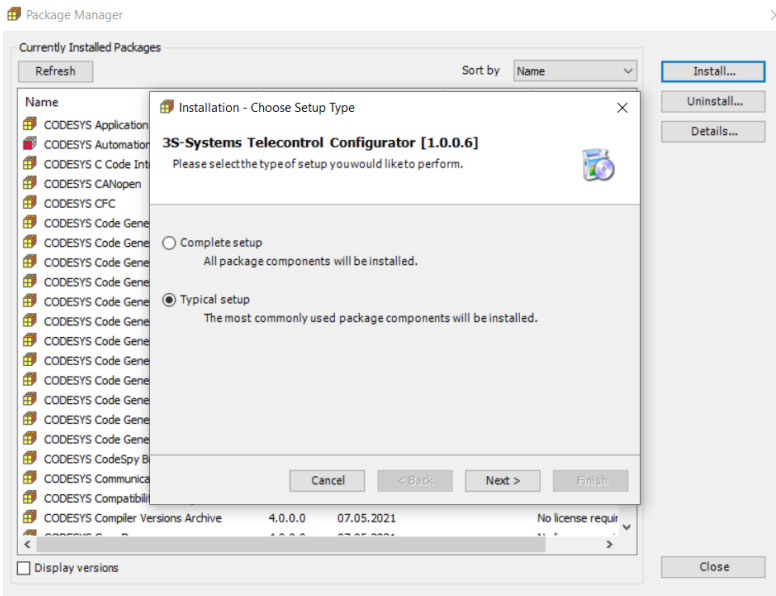 Package Manager
Currently Installed Packages
Refresh
Sort by
Name
Install...
Name
Uninstall...
CODESYS Application
Details...
CODESYS Automation
CODESYS C Code Int
CODESYS CANopen
CODESYS CFC
CODESYS Code Gene
CODESYS Code Gene
CODESYS Code Gene
CODESYS Code Gene
CODESYS Code Gene
CODESYS Code Gene
CODESYS Code Gene
CODESYS Code Gene
CODESYS Code Gene
CODESYS Code Gene
CODESYS Code Gene
CODESYS Code Gene
CODESYS CodeSpy B
CODESYS Communica
CODESYS Compatibilit
CODESYS Compiler Versions Archive 4.0.0.0 07.05.2021 No license requir
Display versions
Close
Installation - Choose Setup Type
3S-Systems Telecontrol Configurator [1.0.0.6]
Please select the type of setup you would like to perform.
Complete setup
All package components will be installed.
Typical setup
The most commonly used package components will be installed.
Cancel
< Back
Next >
Finish